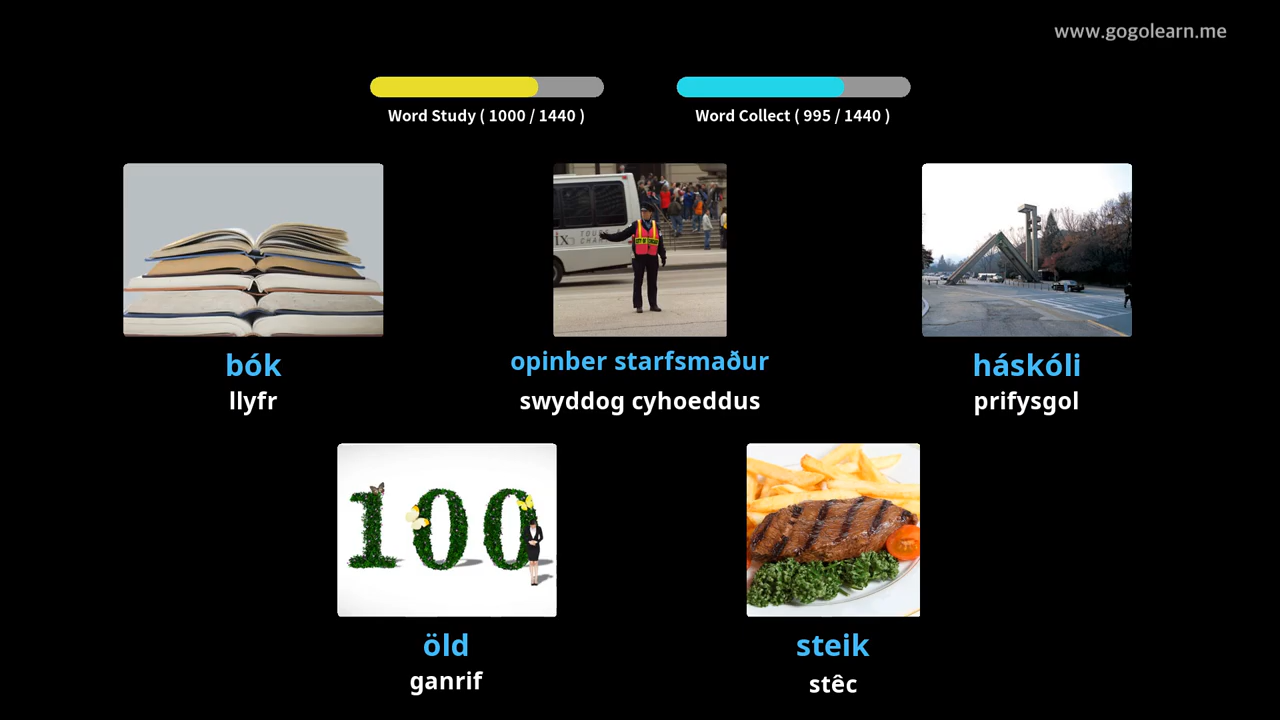 www.gogolearn.me
Word Study ( 1000 / 1440 )
Word Collect ( 995 / 1440 )
bók
llyfr
opinber starfsmaður
swyddog cyhoeddus
háskóli
prifysgol
100
öld
ganrif
steik
stêc